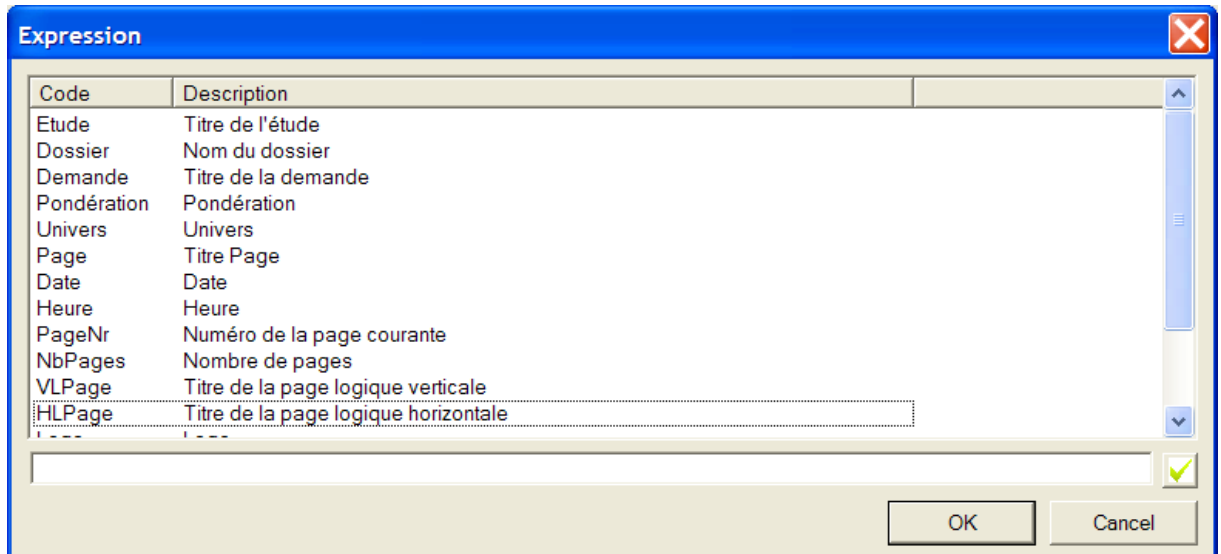 Expression
Code Description
Etude Titre de l'étude
Dossier Nom du dossier
Demande Titre de la demande
Pondération Pondération
Univers Univers
Page Titre Page
Date Date
Heure Heure
PageNr Numéro de la page courante
NbPages Nombre de pages
VLPage Titre de la page logique verticale
HLPage Titre de la page logique horizontale
OK Cancel